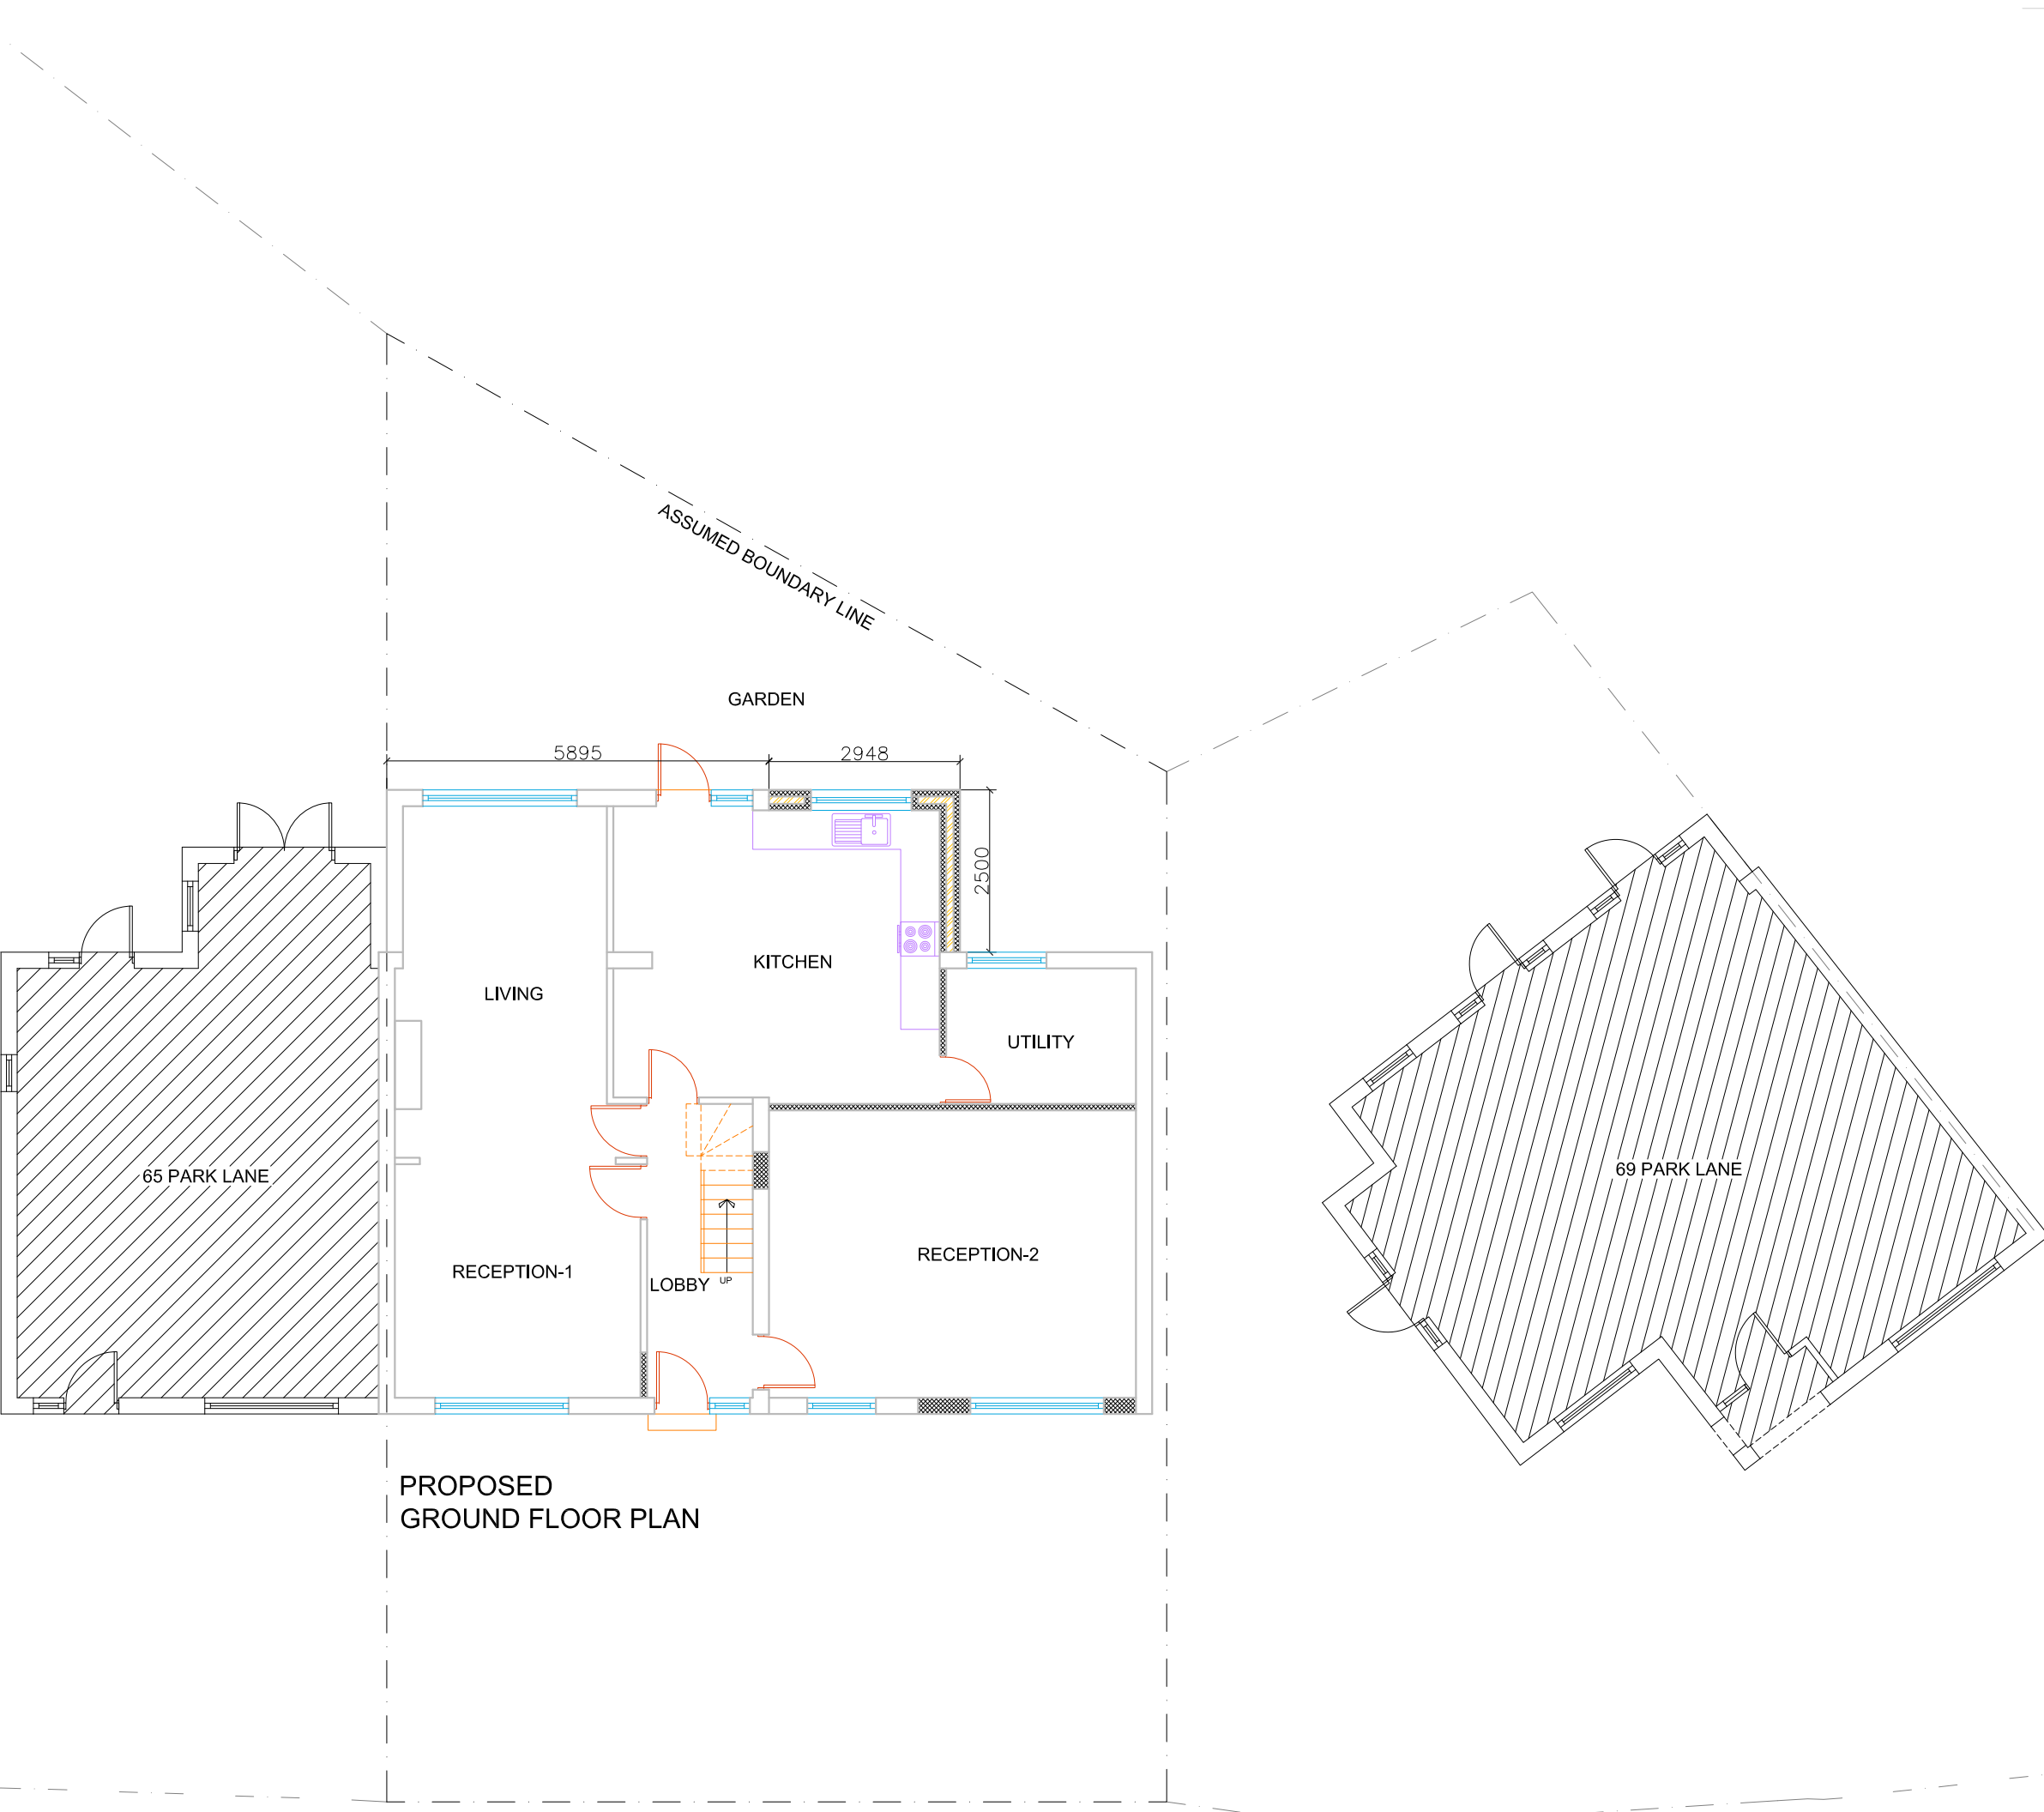 ASSUMED BOUNDARY LINE
GARDEN
5895
2948
2500
KITCHEN
LIVING
UTILITY
65 PARK LANE
69 PARK LANE
RECEPTION-2
RECEPTION-1
LOBBY
UP
PROPOSED
GROUND FLOOR PLAN